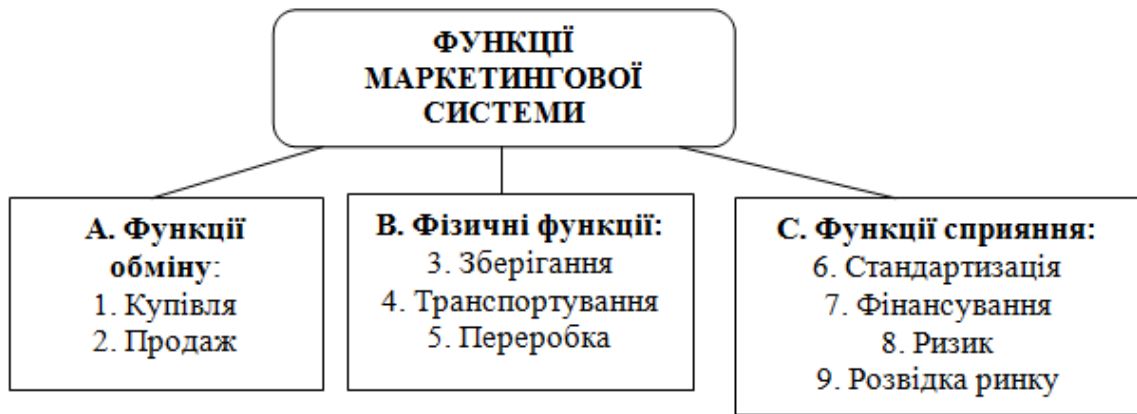 ФУНКЦІЇ
МАРКЕТИНГОВОЇ
СИСТЕМИ
А. Функції
обміну:
1. Купівля
2. Продаж
В. Фізичні функції:
3. Зберігання
4. Транспортування
5. Переробка
С. Функції сприяння:
6. Стандартизація
7. Фінансування
8. Ризик
9. Розвідка ринку